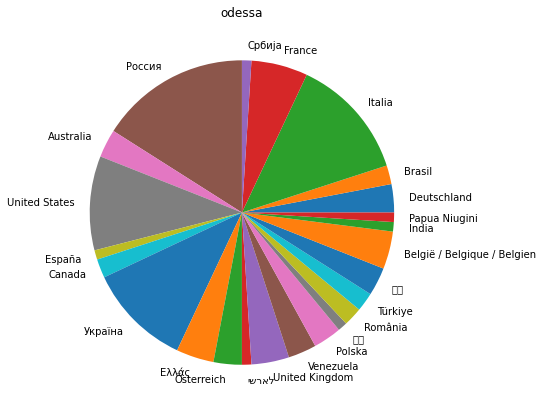 odessa
Србија
France
Italia
Brasil
Deutschland
Papua Niugini
India
België / Belgique / Belgien
Türkiye
România
Polska
Venezuela
United Kingdom
ישראל
Österreich
Ελλάς
Україна
Canada
España
United States
Australia
Россия